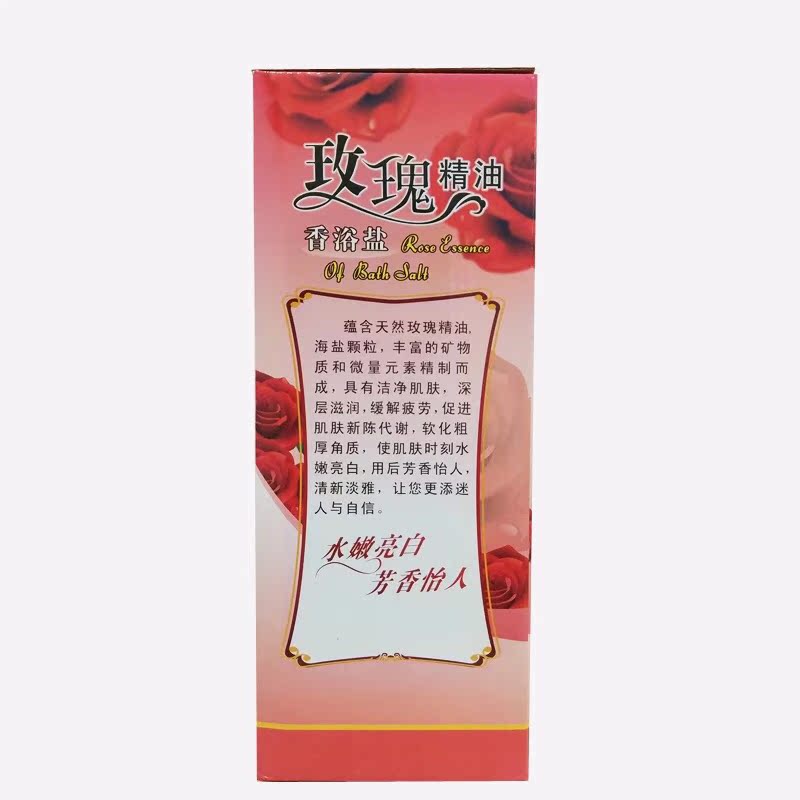 玫瑰精油
香浴盐 Rose Essence
Of Bath Salt
蕴含天然玫瑰精油,
海盐颗粒，丰富的矿物
质和微量元素精制而
成，具有洁净肌肤，深
层滋润，缓解疲劳，促进
肌肤新陈代谢，软化粗
厚角质，使肌肤时刻水
嫩亮白，用后芳香怡人，
清新淡雅，让您更添迷
人与自信。
水嫩亮白
芳香怡人